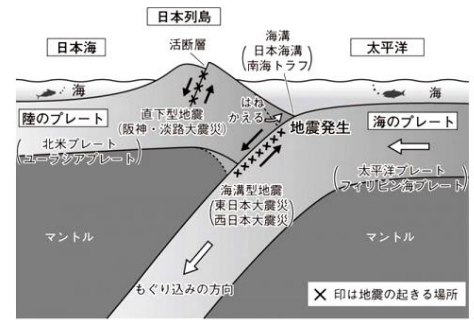 日本列島
日本海
活断層
海溝
日本海溝
南海トラフ
太平洋
海
海
陸のプレート
北米プレート
ユーラシアプレート
直下型地震
阪神・淡路大震災
はね
かえる
地震発生
海のプレート
太平洋プレート
フィリピン海プレート
海溝型地震
東日本大震災
西日本大震災
マントル
マントル
もぐり込みの方向
× 印は地震の起きる場所